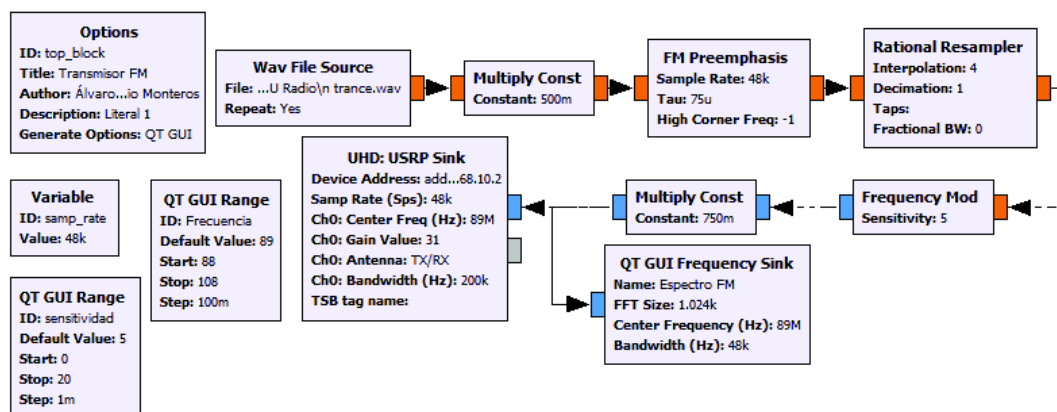 Options
ID: top_block
Title: Transmisor FM
Author: Álvaro...io Monteros
Description: Literal 1
Generate Options: QT GUI
Wav File Source
File: ...U Radio\n trance.wav
Repeat: Yes
Multiply Const
Constant: 500m
FM Preemphasis
Sample Rate: 48k
Tau: 75u
High Corner Freq: -1
Rational Resampler
Interpolation: 4
Decimation: 1
Taps:
Fractional BW: 0
Variable
ID: samp_rate
Value: 48k
QT GUI Range
ID: Frecuencia
Default Value: 89
Start: 88
Stop: 108
Step: 100m
UHD: USRP Sink
Device Address: add...68.10.2
Samp Rate (Sps): 48k
Ch0: Center Freq (Hz): 89M
Ch0: Gain Value: 31
Ch0: Antenna: TX/RX
Ch0: Bandwidth (Hz): 200k
TSB tag name:
Multiply Const
Constant: 750m
Frequency Mod
Sensitivity: 5
QT GUI Range
ID: sensitividad
Default Value: 5
Start: 0
Stop: 20
Step: 1m
QT GUI Frequency Sink
Name: Espectro FM
FFT Size: 1.024k
Center Frequency (Hz): 89M
Bandwidth (Hz): 48k